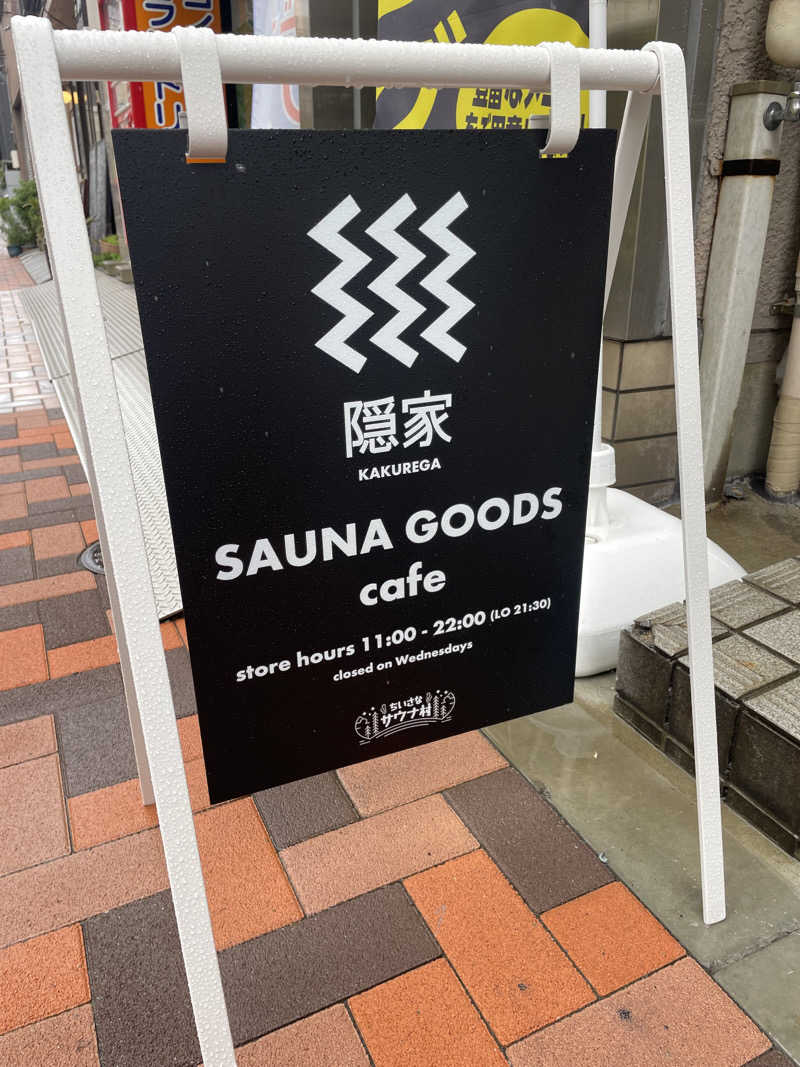 隠家
KAKUREGA
SAUNA GOODS
cafe
store hours 11:00 - 22:00 (LO 21:30)
closed on Wednesdays
ちいさな
サウナ村